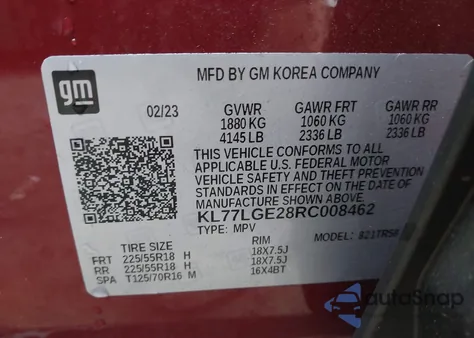 gm
MFD BY GM KOREA COMPANY
02/23 GVWR GAWR FRT GAWR RR
1880 KG 1060 KG 1060 KG
4145 LB 2336 LB 2336 LB
THIS VEHICLE CONFORMS TO ALL
APPLICABLE U.S. FEDERAL MOTOR
VEHICLE SAFETY AND THEFT PREVENTION
STANDARDS IN EFFECT ON THE DATE OF
MANUFACTURE SHOWN ABOVE.
KL77LGE28RC008462
TYPE: MPV MODEL: 821TR58
TIRE SIZE RIM
FRT 225/55R18 H 18X7.5J
RR 225/55R18 H 18X7.5J
SPA T125/70R16 M 16X4BT
autoSnap